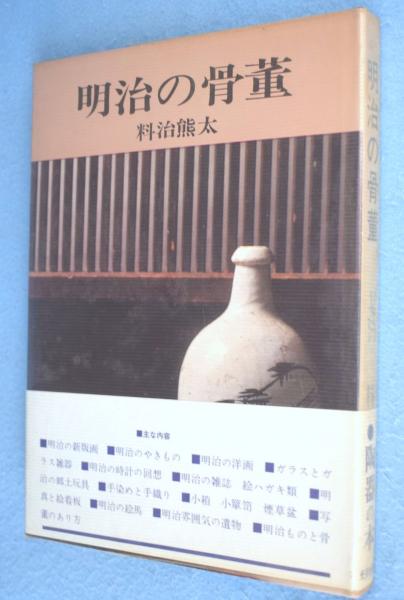 明治の骨董
料治熊太
■主な内容
■明治の新版画 ■明治のやきもの ■明治の洋画 ■ガラスとガ
ラス雑器 ■明治の時計の回想 ■明治の雑誌 絵ハガキ類 ■明
治の郷土玩具 ■手染めと手織り ■小箱 小簞笥 煙草盆 ■写
真と絵看板 ■明治の絵馬 ■明治雰囲気の遺物 ■明治ものと骨
董のあり方
明治の骨董
●陶器の本